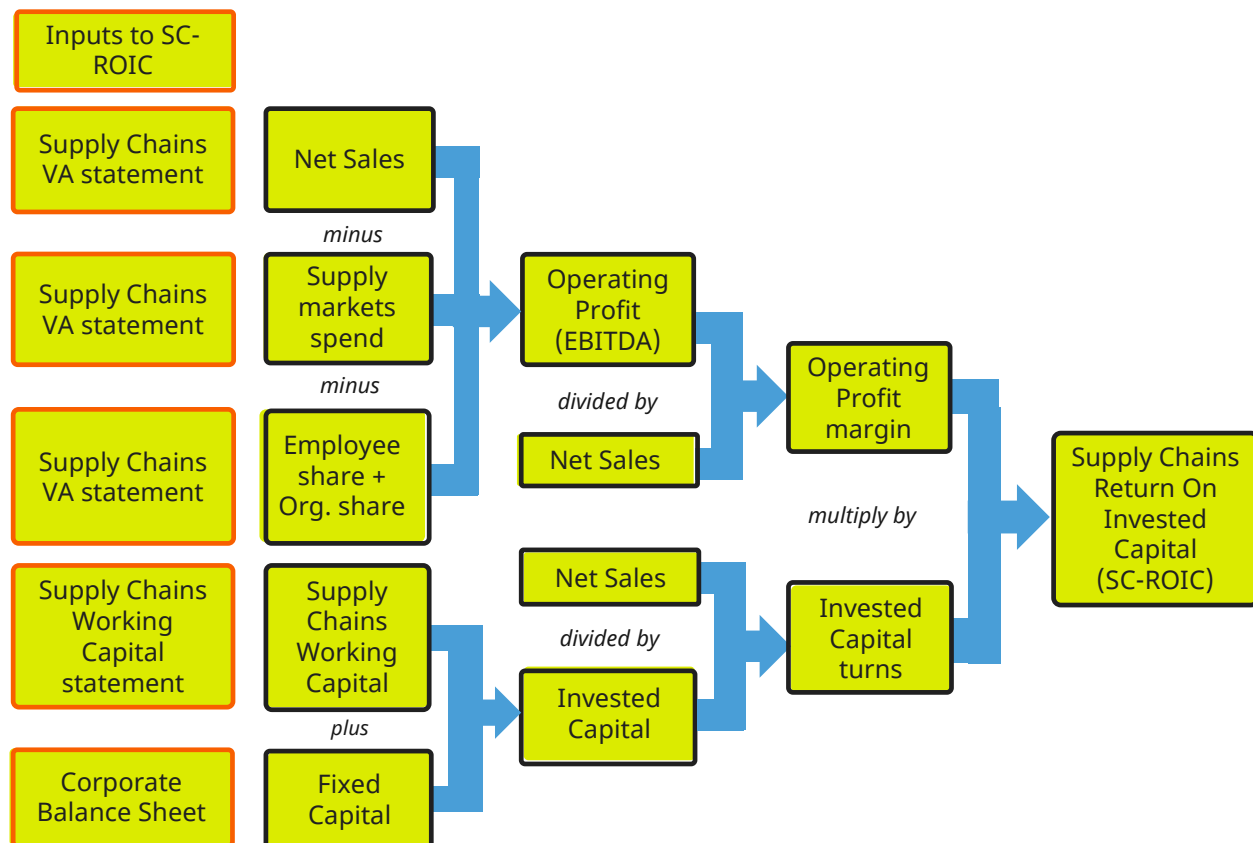 Inputs to SC-
ROIC
Supply Chains
VA statement
Net Sales
minus
Supply Chains
VA statement
Supply
markets
spend
Operating
Profit
(EBITDA)
minus
divided by
Operating
Profit
margin
Supply Chains
VA statement
Employee
share +
Org. share
Net Sales
multiply by
Supply Chains
Return On
Invested
Capital
(SC-ROIC)
Supply Chains
Working
Capital
statement
Supply
Chains
Working
Capital
Net Sales
divided by
Invested
Capital
turns
plus
Invested
Capital
Corporate
Balance Sheet
Fixed
Capital